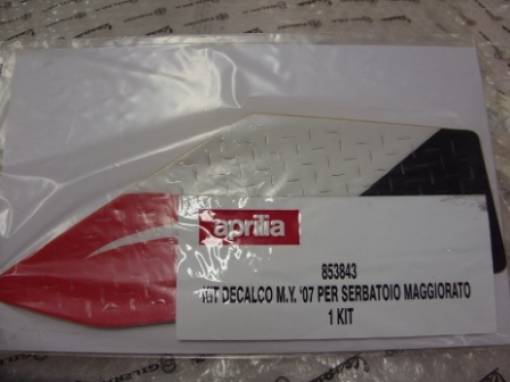 aprilia
853843
KIT DECALCO M.Y. '07 PER SERBATOIO MAGGIORATO
1 KIT